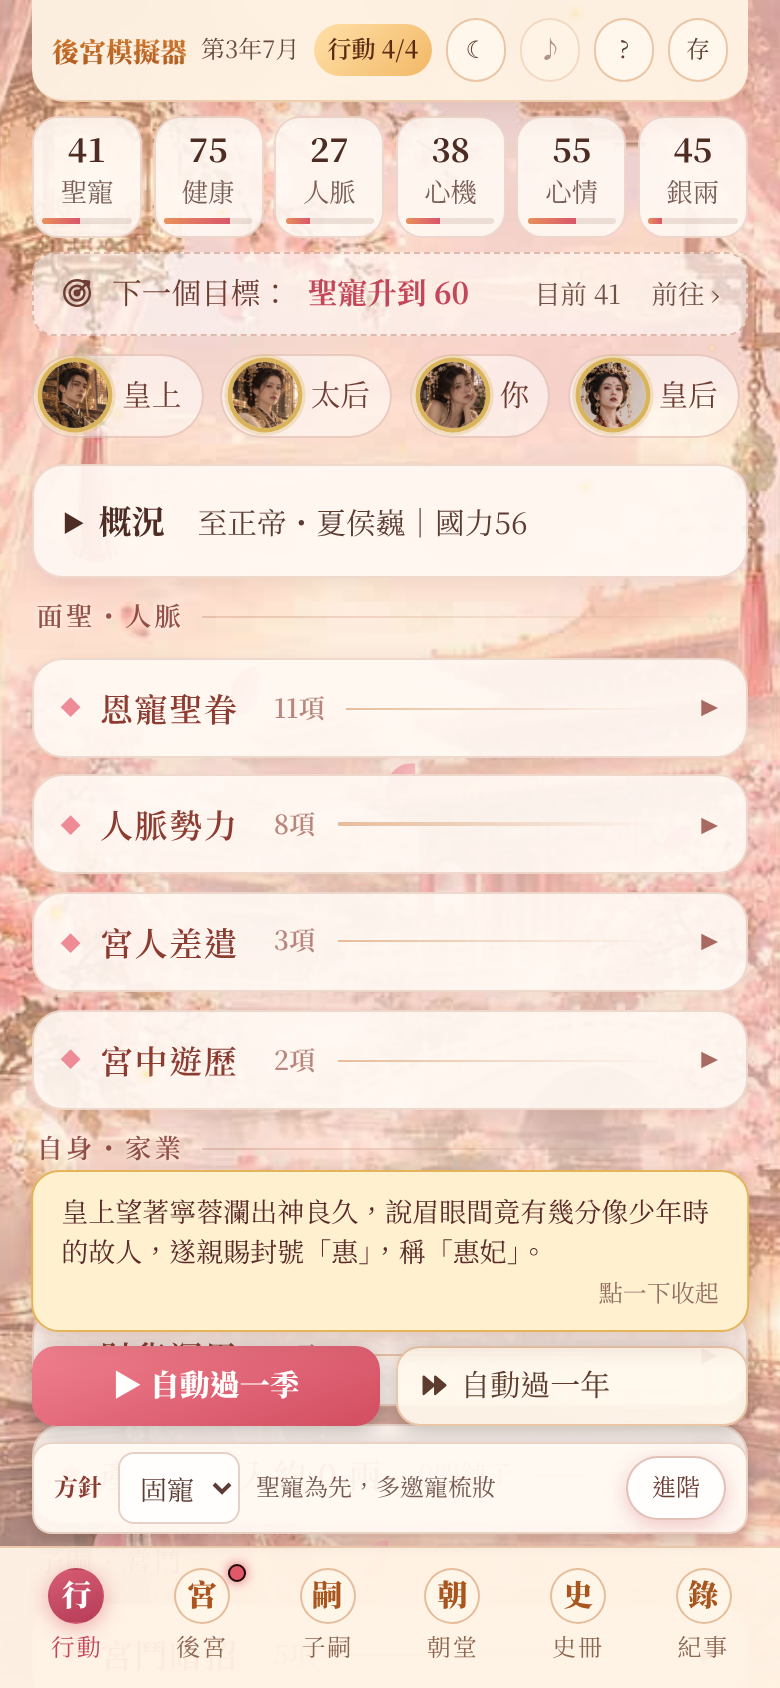 後宮模擬器 第3年7月 行動 4/4 ☾ ♪ ? 存
41 75 27 38 55 45
聖寵 健康 人脈 心機 心情 銀兩
下一個目標： 聖寵升到 60 目前 41 前往 ›
皇上 太后 你 皇后
▶ 概況 至正帝・夏侯巍｜國力56
面聖・人脈
恩寵聖眷 11項 ▶
人脈勢力 8項 ▶
宮人差遣 3項 ▶
宮中遊歷 2項 ▶
自身・家業
皇上望著寧蓉瀾出神良久，說眉眼間竟有幾分像少年時
的故人，遂親賜封號「惠」，稱「惠妃」。
點一下收起
▶ 自動過一季 自動過一年
方針 固寵 聖寵為先，多邀寵梳妝 進階
行 宮 嗣 朝 史 錄
行動 後宮 子嗣 朝堂 史冊 紀事